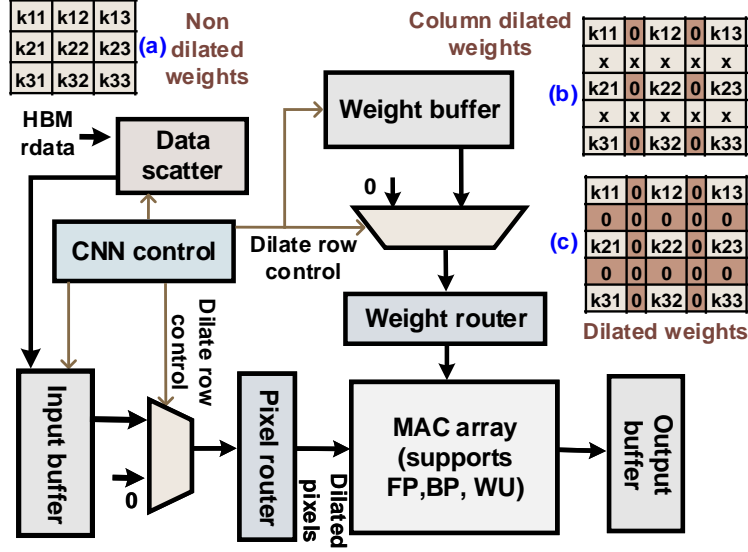 k11 k12 k13
k21 k22 k23
k31 k32 k33
(a)
Non
dilated
weights
Column dilated
weights
k11 0 k12 0 k13
x x x x x
k21 0 k22 0 k23
x x x x x
k31 0 k32 0 k33
(b)
k11 0 k12 0 k13
0 0 0 0 0
k21 0 k22 0 k23
0 0 0 0 0
k31 0 k32 0 k33
(c)
Dilated weights
HBM
rdata
Data
scatter
Weight buffer
0
CNN control
Dilate row
control
Weight router
Dilate row
control
Input buffer
0
Pixel router
Dilated
pixels
MAC array
(supports
FP,BP, WU)
Output
buffer